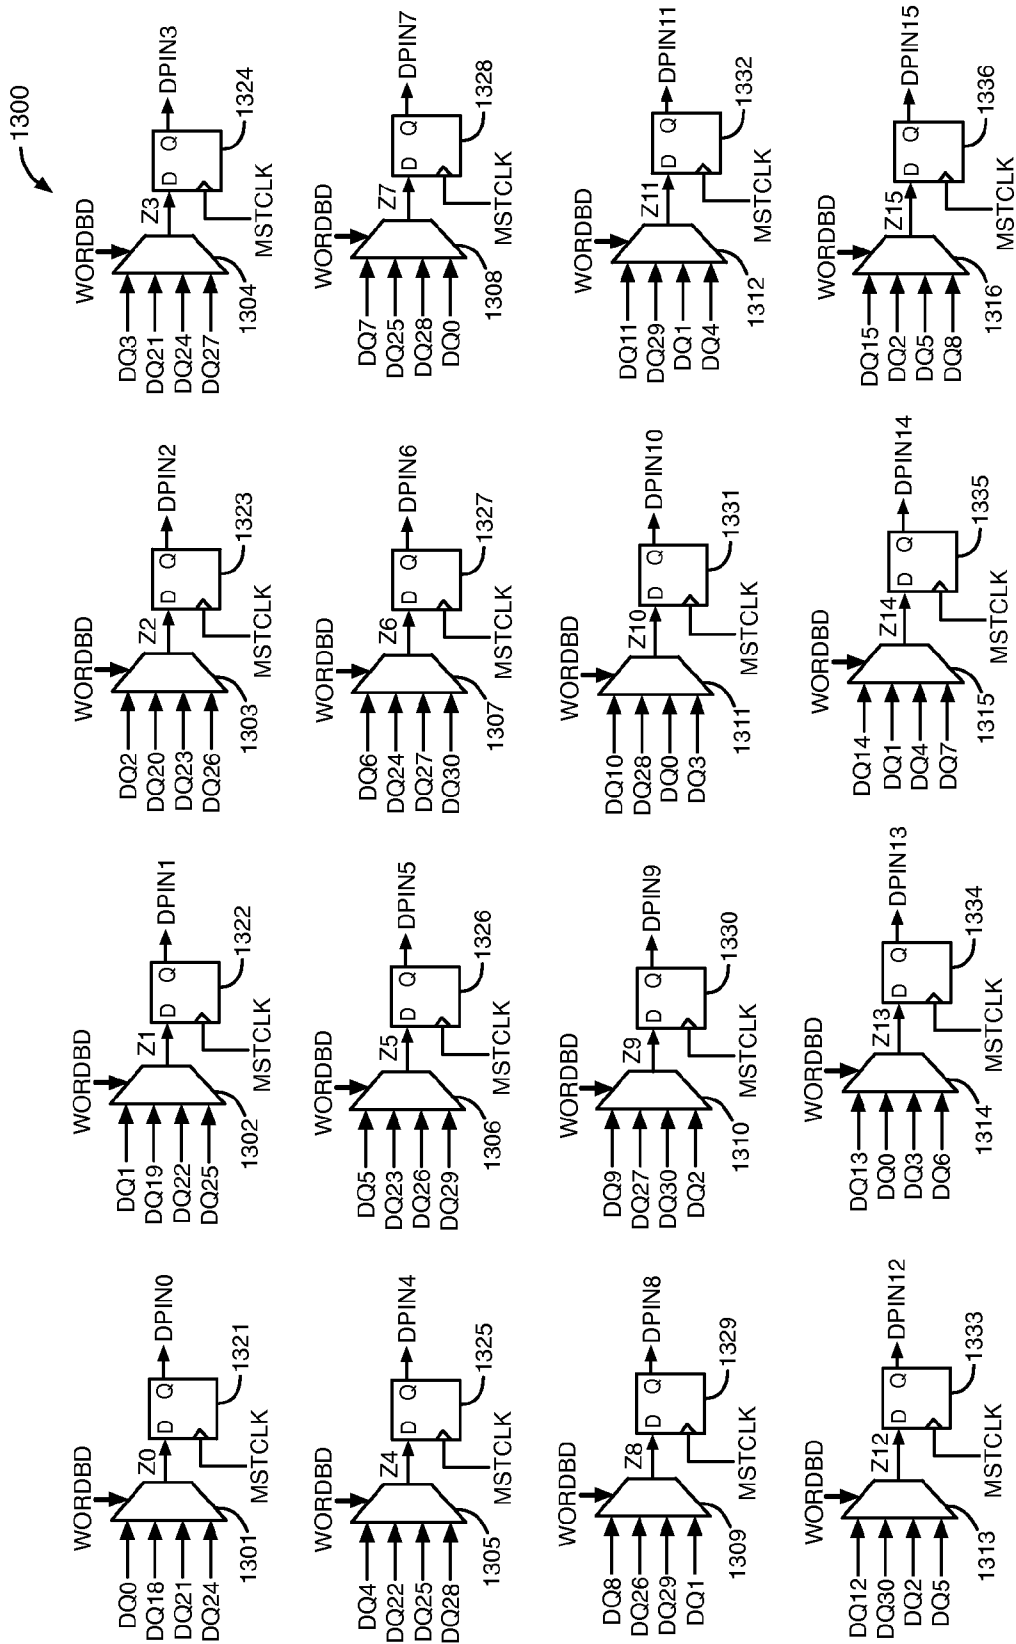 1300
WORDBD
DQ0
DQ18
DQ21
DQ24
1301
Z0
D
Q
DPIN0
1321
MSTCLK
WORDBD
DQ1
DQ19
DQ22
DQ25
1302
Z1
D
Q
DPIN1
1322
MSTCLK
WORDBD
DQ2
DQ20
DQ23
DQ26
1303
Z2
D
Q
DPIN2
1323
MSTCLK
WORDBD
DQ3
DQ21
DQ24
DQ27
1304
Z3
D
Q
DPIN3
1324
MSTCLK
WORDBD
DQ4
DQ22
DQ25
DQ28
1305
Z4
D
Q
DPIN4
1325
MSTCLK
WORDBD
DQ5
DQ23
DQ26
DQ29
1306
Z5
D
Q
DPIN5
1326
MSTCLK
WORDBD
DQ6
DQ24
DQ27
DQ30
1307
Z6
D
Q
DPIN6
1327
MSTCLK
WORDBD
DQ7
DQ25
DQ28
DQ0
1308
Z7
D
Q
DPIN7
1328
MSTCLK
WORDBD
DQ8
DQ26
DQ29
DQ1
1309
Z8
D
Q
DPIN8
1329
MSTCLK
WORDBD
DQ9
DQ27
DQ30
DQ2
1310
Z9
D
Q
DPIN9
1330
MSTCLK
WORDBD
DQ10
DQ28
DQ0
DQ3
1311
Z10
D
Q
DPIN10
1331
MSTCLK
WORDBD
DQ11
DQ29
DQ1
DQ4
1312
Z11
D
Q
DPIN11
1332
MSTCLK
WORDBD
DQ12
DQ30
DQ2
DQ5
1313
Z12
D
Q
DPIN12
1333
MSTCLK
WORDBD
DQ13
DQ0
DQ3
DQ6
1314
Z13
D
Q
DPIN13
1334
MSTCLK
WORDBD
DQ14
DQ1
DQ4
DQ7
1315
Z14
D
Q
DPIN14
1335
MSTCLK
WORDBD
DQ15
DQ2
DQ5
DQ8
1316
Z15
D
Q
DPIN15
1336
MSTCLK